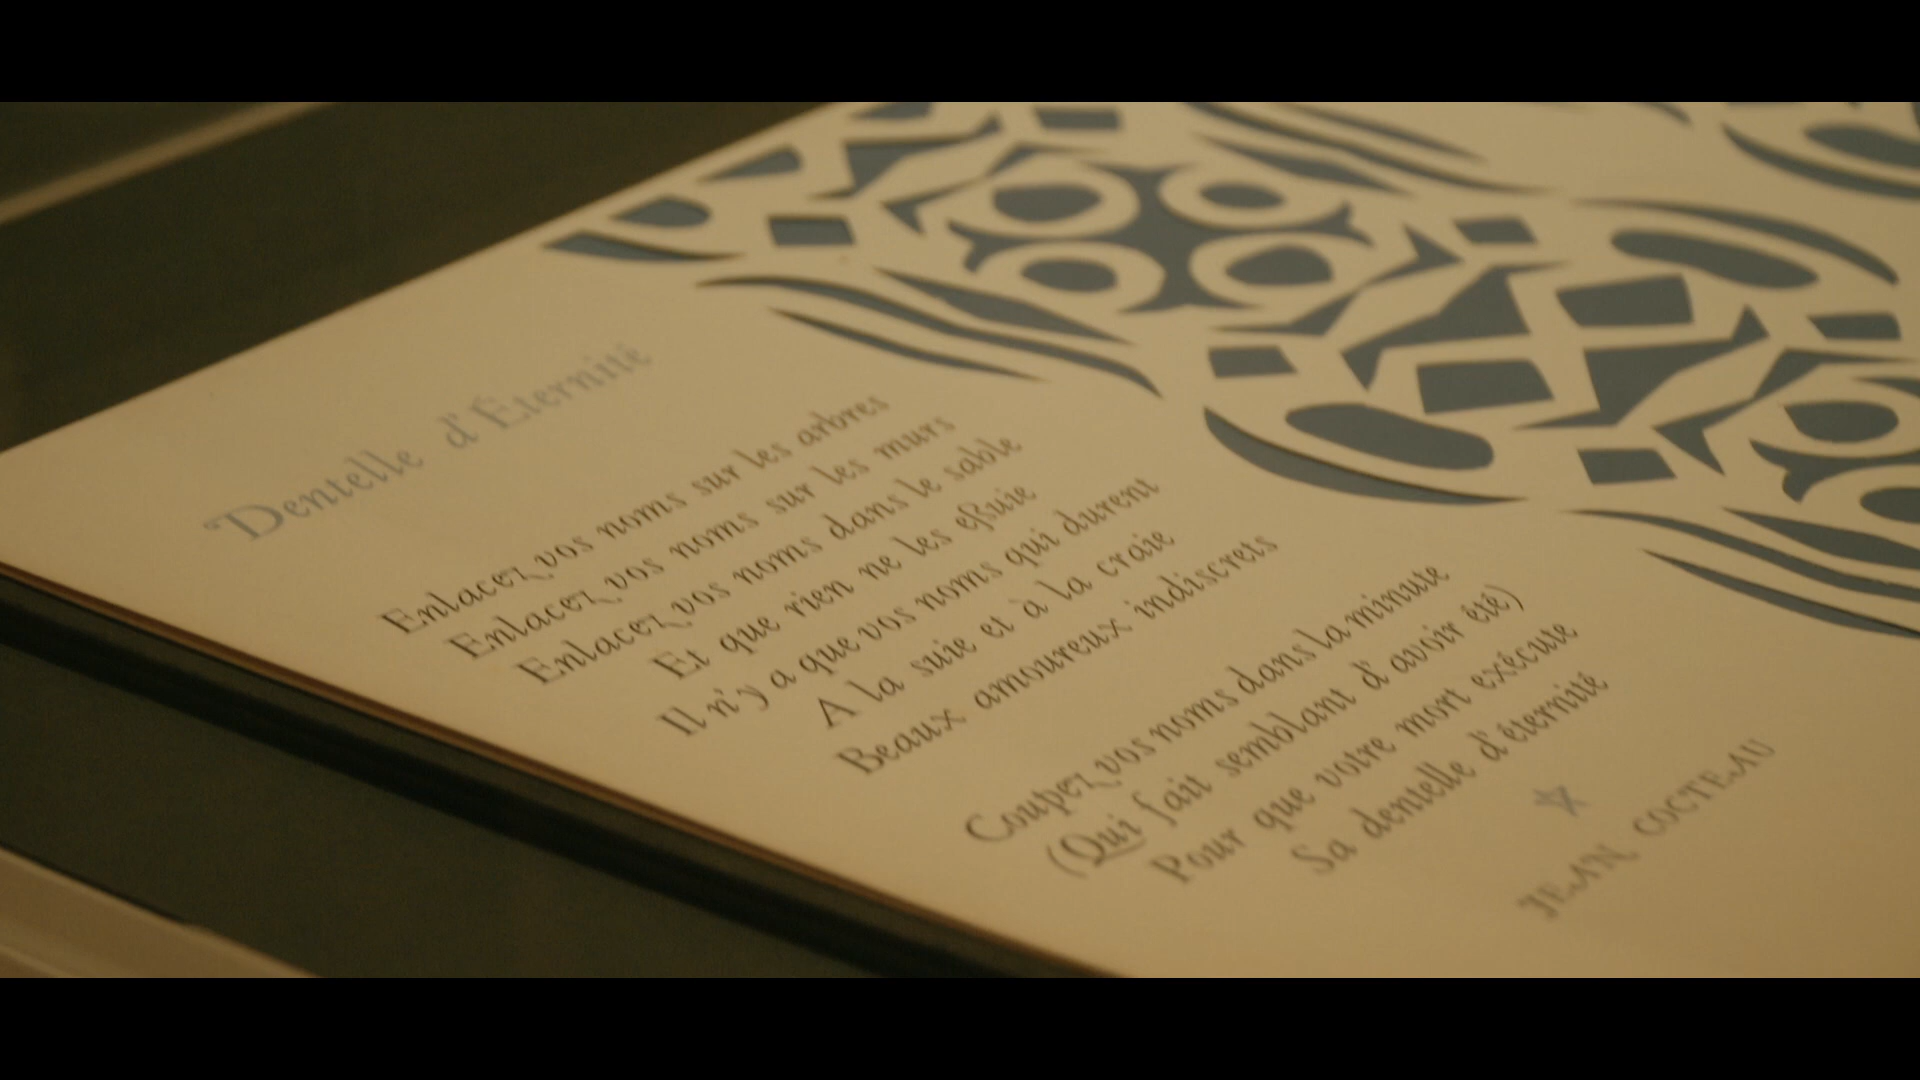 Dentelle d'Éternité
Enlacez vos noms sur les arbres
Enlacez vos noms sur les murs
Enlacez vos noms dans le sable
Et que rien ne les eßuie
Il n'y a que vos noms qui durent
A la suie et à la craie
Beaux amoureux indiscrets
Coupez vos noms dans la minute
(Qui fait semblant d'avoir été)
Pour que votre mort exécute
Sa dentelle d'éternité
JEAN COCTEAU